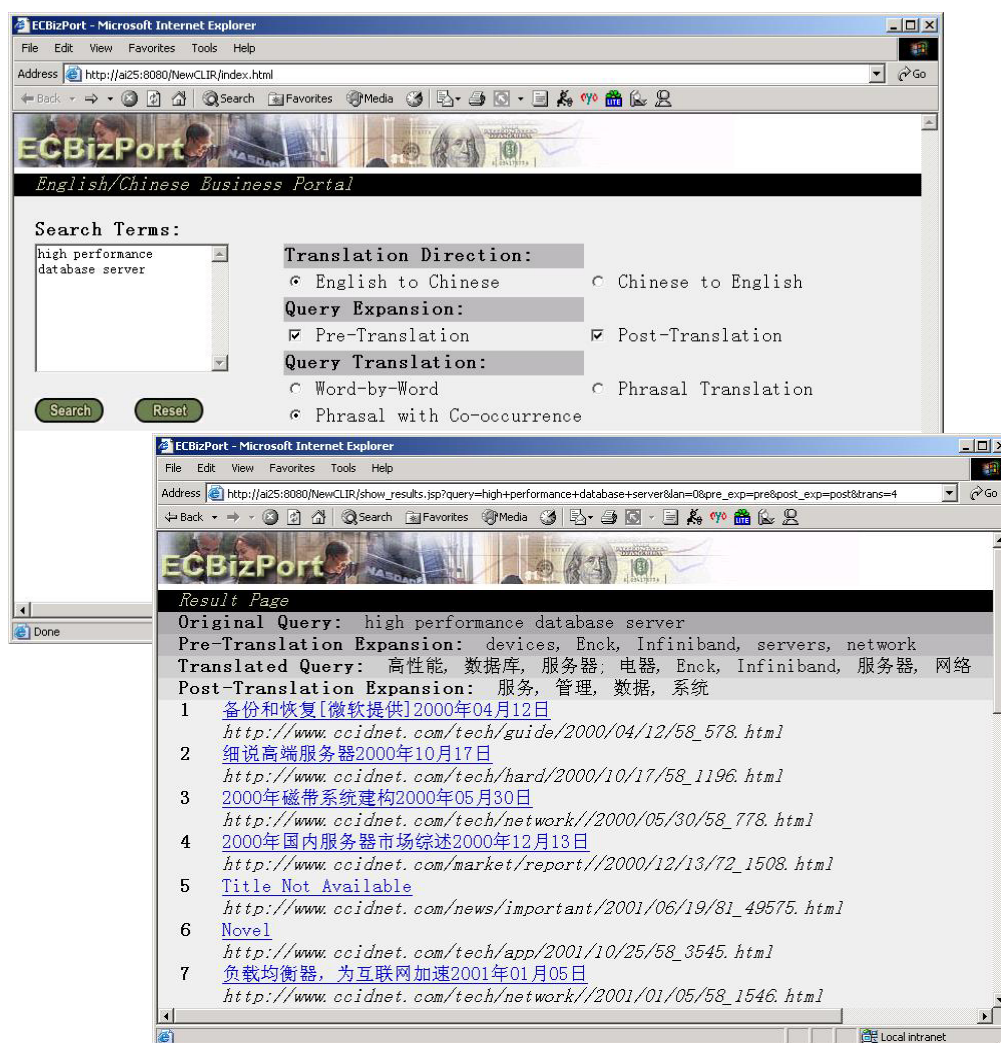 ECBizPort - Microsoft Internet Explorer
File Edit View Favorites Tools Help
Address http://ai25:8080/NewCLIR/index.html Go
Back Search Favorites Media
ECBizPort NASDAQ
English/Chinese Business Portal
Search Terms:
high performance
database server
Translation Direction:
English to Chinese Chinese to English
Query Expansion:
Pre-Translation Post-Translation
Query Translation:
Word-by-Word Phrasal Translation
Search Reset Phrasal with Co-occurrence
Done
ECBizPort - Microsoft Internet Explorer
File Edit View Favorites Tools Help
Address http://ai25:8080/NewCLIR/show_results.jsp?query=high+performance+database+server&lan=0&pre_exp=pre&post_exp=post&trans=4 Go
Back Search Favorites Media
ECBizPort NASDAQ
Result Page
Original Query: high performance database server
Pre-Translation Expansion: devices, Enck, Infiniband, servers, network
Translated Query: 高性能, 数据库, 服务器; 电器, Enck, Infiniband, 服务器, 网络
Post-Translation Expansion: 服务, 管理, 数据, 系统
1 备份和恢复[微软提供]2000年04月12日
http://www.ccidnet.com/tech/guide/2000/04/12/58_578.html
2 细说高端服务器2000年10月17日
http://www.ccidnet.com/tech/hard/2000/10/17/58_1196.html
3 2000年磁带系统建构2000年05月30日
http://www.ccidnet.com/tech/network//2000/05/30/58_778.html
4 2000年国内服务器市场综述2000年12月13日
http://www.ccidnet.com/market/report//2000/12/13/72_1508.html
5 Title Not Available
http://www.ccidnet.com/news/important/2001/06/19/81_49575.html
6 Novel
http://www.ccidnet.com/tech/app/2001/10/25/58_3545.html
7 负载均衡器，为互联网加速2001年01月05日
http://www.ccidnet.com/tech/network//2001/01/05/58_1546.html
Local intranet